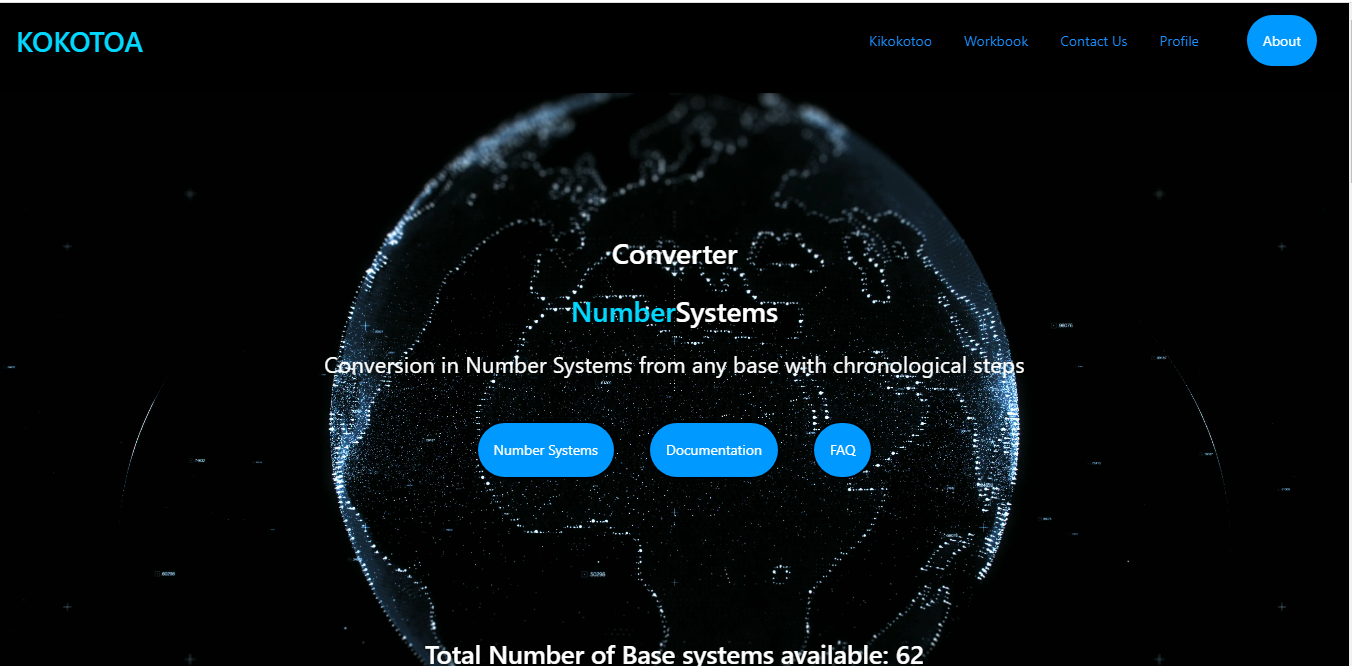 KOKOTOA
Kikokotoo Workbook Contact Us Profile About
Converter
NumberSystems
Conversion in Number Systems from any base with chronological steps
Number Systems Documentation FAQ
Total Number of Base systems available: 62